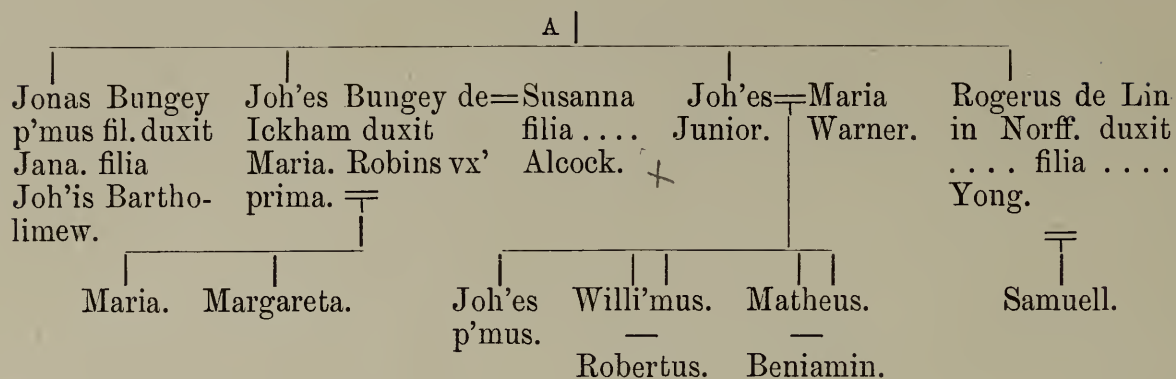 A
Jonas Bungey
p'mus fil. duxit
Jana. filia
Joh'is Bartho-
limew.
Joh'es Bungey de=Susanna
Ickham duxit filia ....
Maria. Robins vx' Alcock.
prima.
Joh'es=Maria
Junior. Warner.
Rogerus de Lin
in Norff. duxit
.... filia ....
Yong.
Maria. Margareta.
Joh'es
p'mus.
Willi'mus.
—
Robertus.
Matheus.
—
Beniamin.
Samuell.